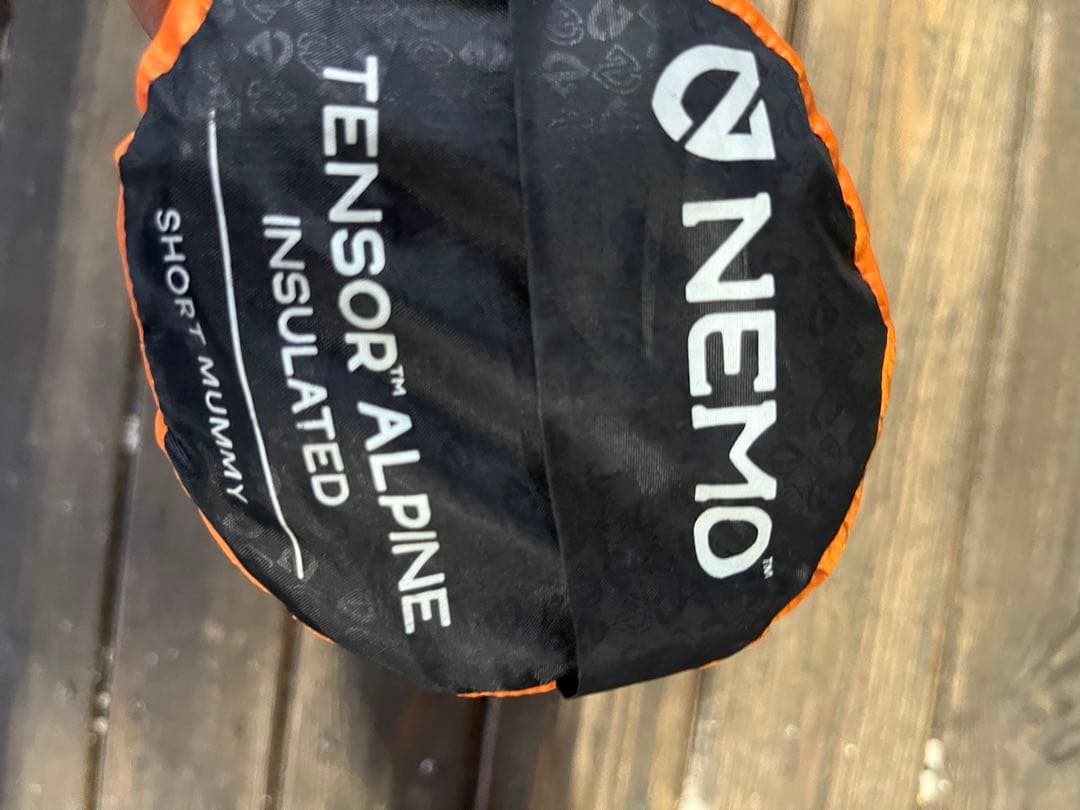 NEMO™
TENSOR™ ALPINE
INSULATED
SHORT MUMMY